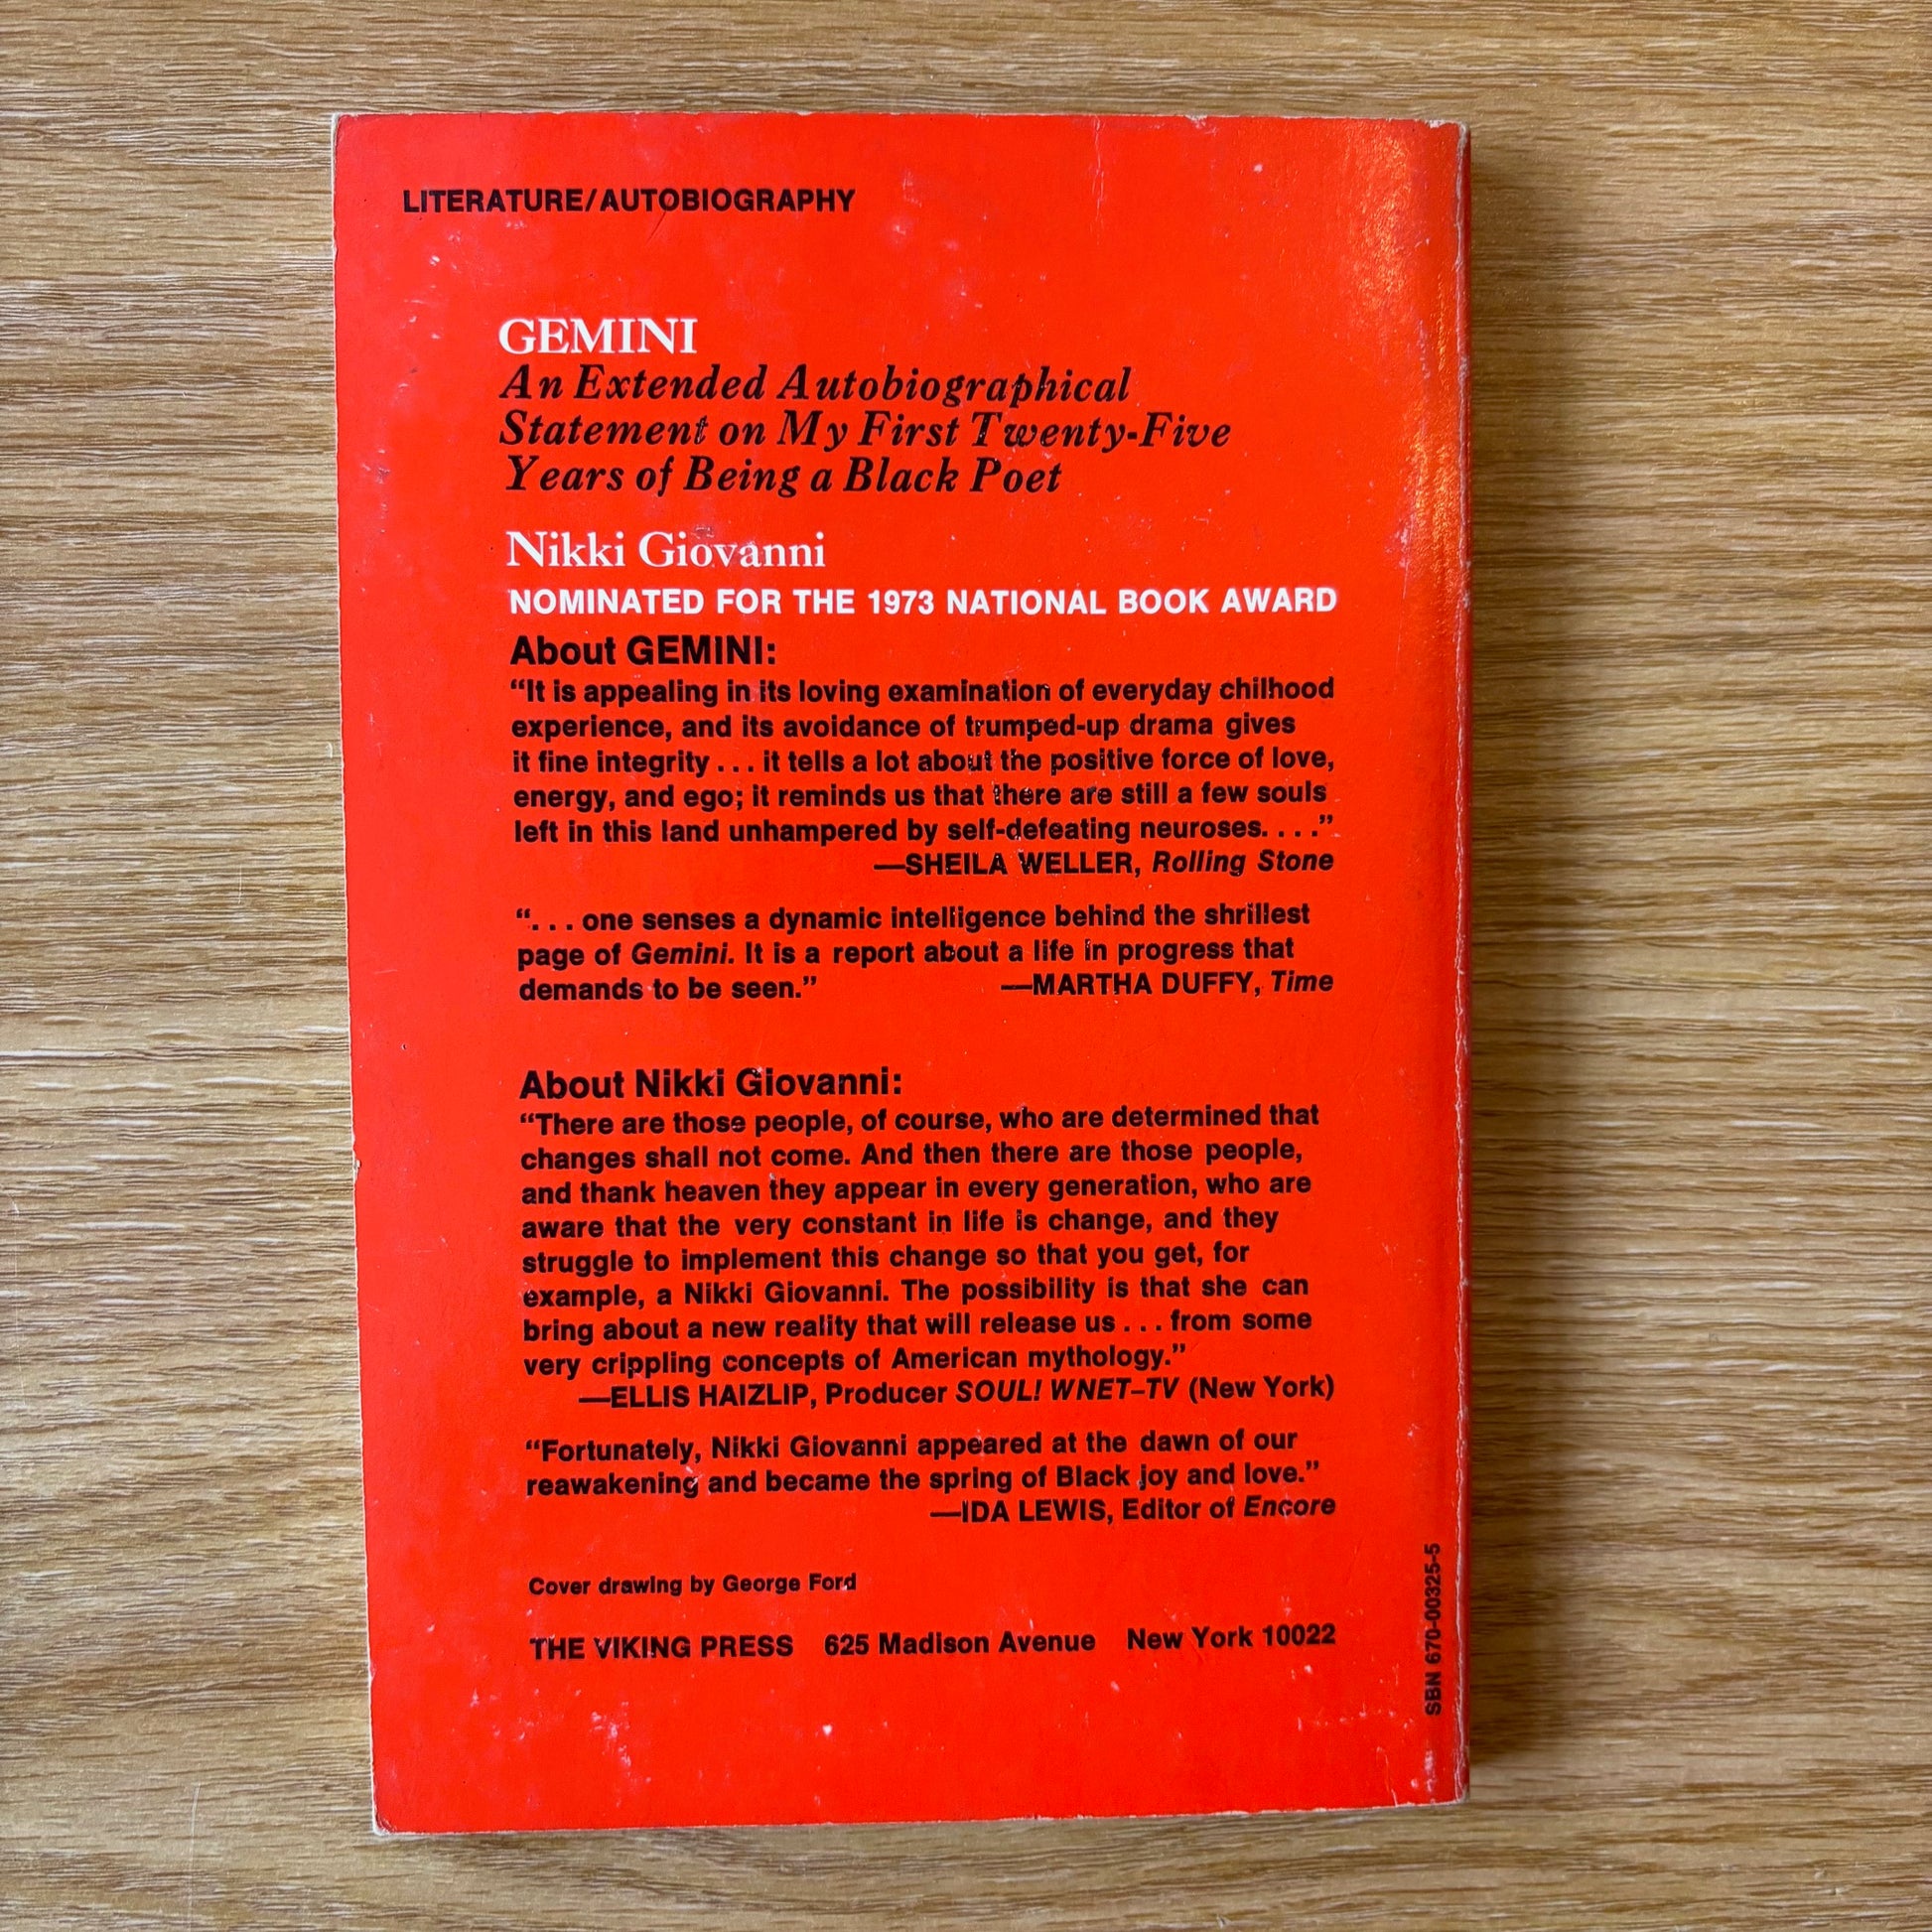 LITERATURE/AUTOBIOGRAPHY
GEMINI
An Extended Autobiographical
Statement on My First Twenty-Five
Years of Being a Black Poet
Nikki Giovanni
NOMINATED FOR THE 1973 NATIONAL BOOK AWARD
About GEMINI:
“It is appealing in its loving examination of everyday chilhood
experience, and its avoidance of trumped-up drama gives
it fine integrity . . . it tells a lot about the positive force of love,
energy, and ego; it reminds us that there are still a few souls
left in this land unhampered by self-defeating neuroses. . . .”
—SHEILA WELLER, Rolling Stone
“. . . one senses a dynamic intelligence behind the shrillest
page of Gemini. It is a report about a life in progress that
demands to be seen.” —MARTHA DUFFY, Time
About Nikki Giovanni:
“There are those people, of course, who are determined that
changes shall not come. And then there are those people,
and thank heaven they appear in every generation, who are
aware that the very constant in life is change, and they
struggle to implement this change so that you get, for
example, a Nikki Giovanni. The possibility is that she can
bring about a new reality that will release us . . . from some
very crippling concepts of American mythology.”
—ELLIS HAIZLIP, Producer SOUL! WNET–TV (New York)
“Fortunately, Nikki Giovanni appeared at the dawn of our
reawakening and became the spring of Black joy and love.”
—IDA LEWIS, Editor of Encore
Cover drawing by George Ford
THE VIKING PRESS 625 Madison Avenue New York 10022
SBN 670-00325-5